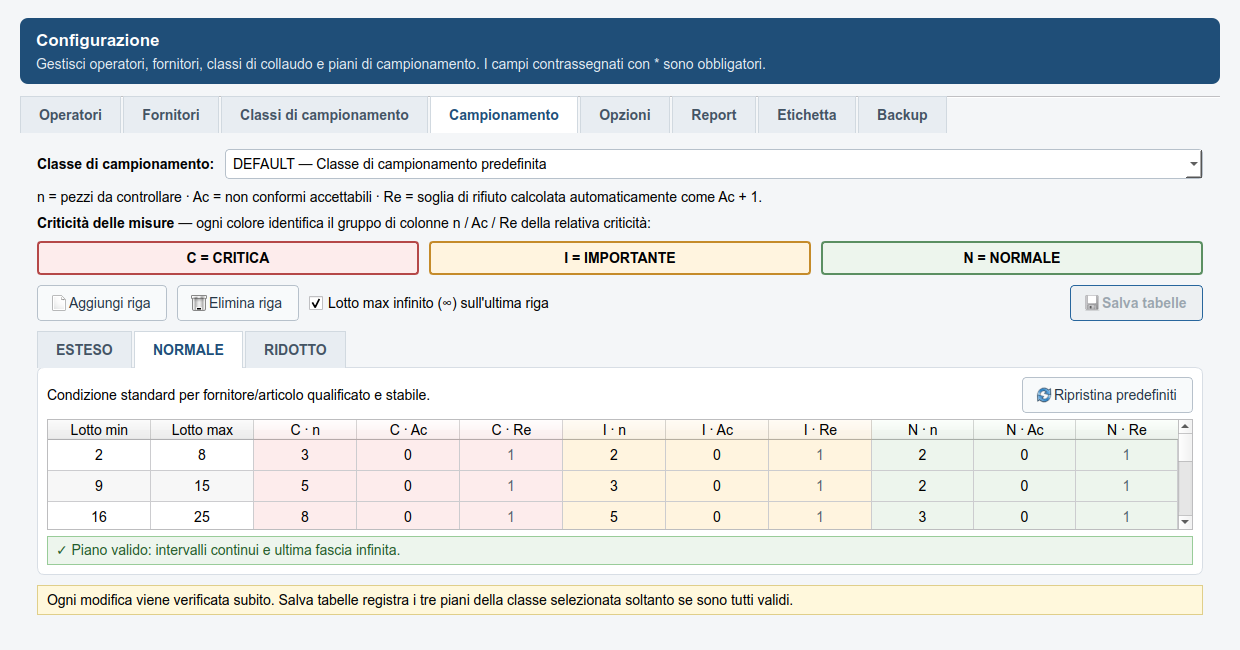 Configurazione
Gestisci operatori, fornitori, classi di collaudo e piani di campionamento. I campi contrassegnati con * sono obbligatori.
Operatori Fornitori Classi di campionamento Campionamento Opzioni Report Etichetta Backup
Classe di campionamento: DEFAULT — Classe di campionamento predefinita
n = pezzi da controllare · Ac = non conformi accettabili · Re = soglia di rifiuto calcolata automaticamente come Ac + 1.
Criticità delle misure — ogni colore identifica il gruppo di colonne n / Ac / Re della relativa criticità:
C = CRITICA I = IMPORTANTE N = NORMALE
Aggiungi riga Elimina riga Lotto max infinito (∞) sull'ultima riga Salva tabelle
ESTESO NORMALE RIDOTTO
Condizione standard per fornitore/articolo qualificato e stabile. Ripristina predefiniti
Lotto min Lotto max C · n C · Ac C · Re I · n I · Ac I · Re N · n N · Ac N · Re
2 8 3 0 1 2 0 1 2 0 1
9 15 5 0 1 3 0 1 2 0 1
16 25 8 0 1 5 0 1 3 0 1
✓ Piano valido: intervalli continui e ultima fascia infinita.
Ogni modifica viene verificata subito. Salva tabelle registra i tre piani della classe selezionata soltanto se sono tutti validi.